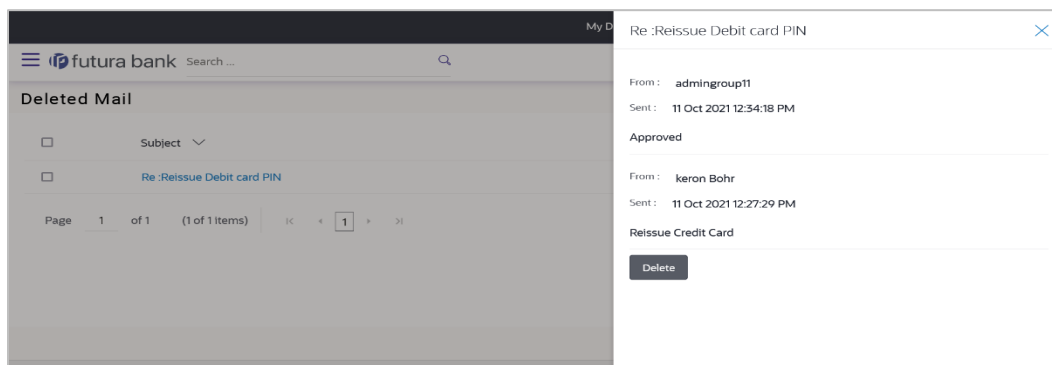 My D
futura bank Search ...
Deleted Mail
Subject
Re :Reissue Debit card PIN
Page 1 of 1 (1 of 1 items) 1
Re :Reissue Debit card PIN
From : admingroup11
Sent : 11 Oct 2021 12:34:18 PM
Approved
From : keron Bohr
Sent : 11 Oct 2021 12:27:29 PM
Reissue Credit Card
Delete